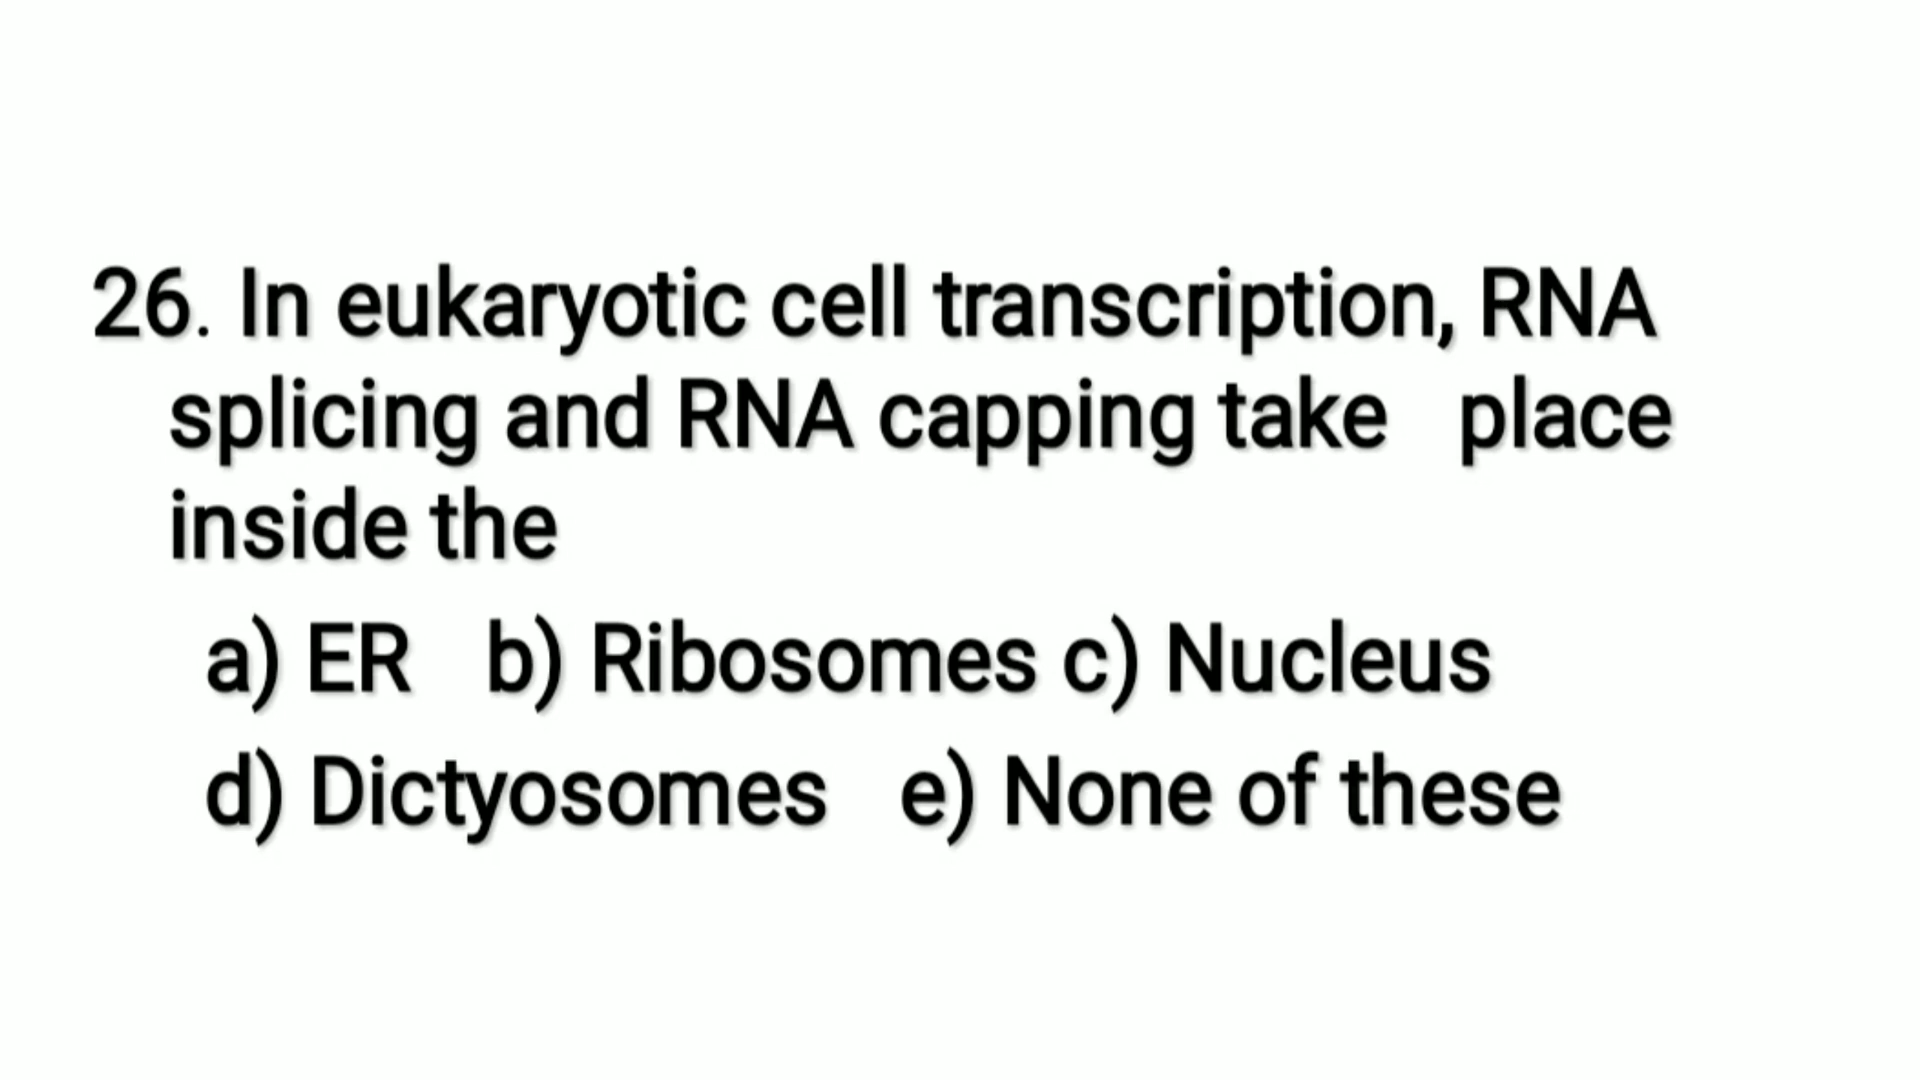 26. In eukaryotic cell transcription, RNA
splicing and RNA capping take place
inside the
a) ER b) Ribosomes c) Nucleus
d) Dictyosomes e) None of these